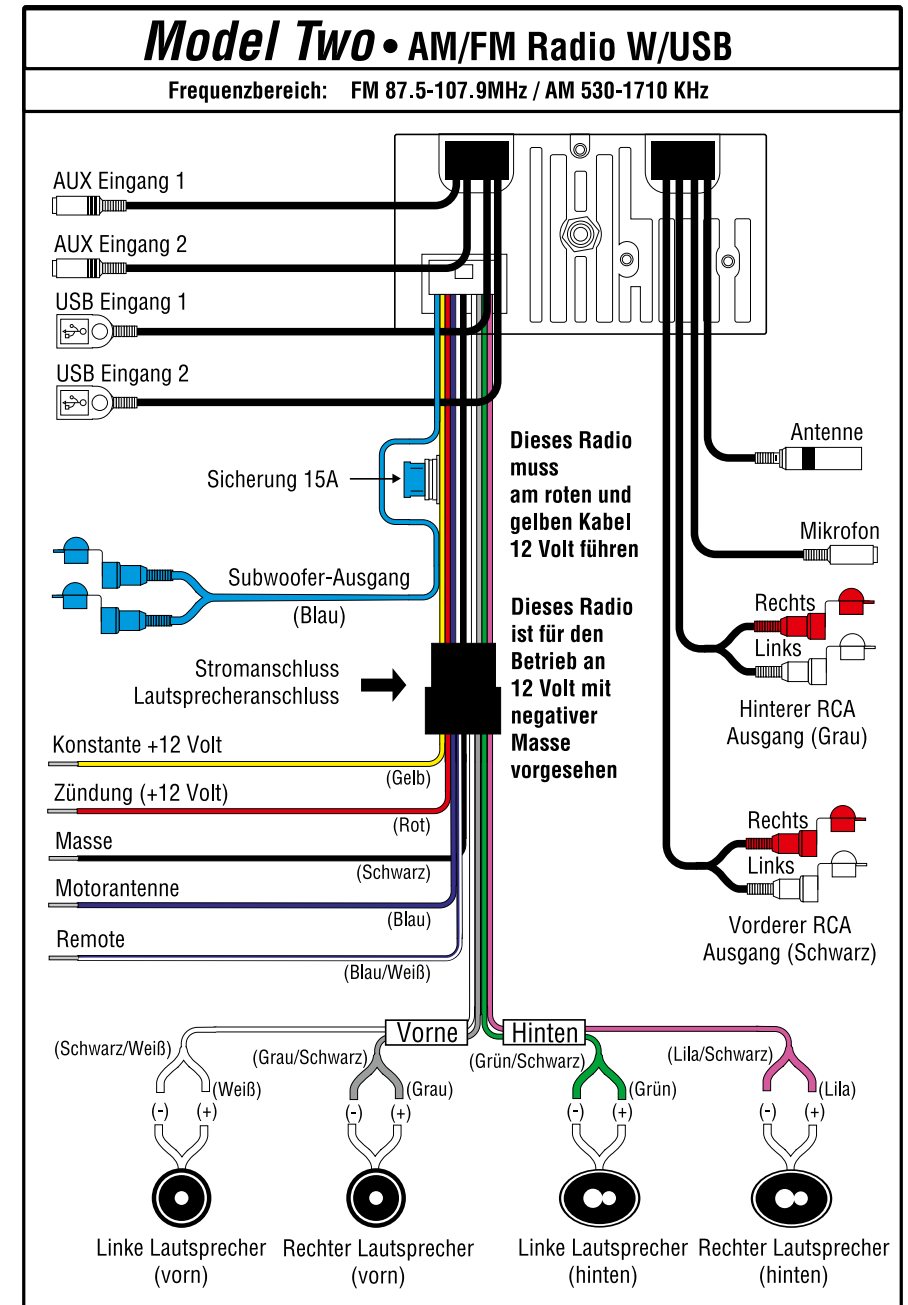 Model Two • AM/FM Radio W/USB
Frequenzbereich: FM 87.5-107.9MHz / AM 530-1710 KHz
AUX Eingang 1
AUX Eingang 2
USB Eingang 1
USB Eingang 2
Sicherung 15A
Subwoofer-Ausgang
(Blau)
Dieses Radio
muss
am roten und
gelben Kabel
12 Volt führen
Dieses Radio
ist für den
Betrieb an
12 Volt mit
negativer
Masse
vorgesehen
Antenne
Mikrofon
Rechts
Links
Hinterer RCA
Ausgang (Grau)
Rechts
Links
Vorderer RCA
Ausgang (Schwarz)
Stromanschluss
Lautsprecheranschluss
Konstante +12 Volt
(Gelb)
Zündung (+12 Volt)
(Rot)
Masse
(Schwarz)
Motorantenne
(Blau)
Remote
(Blau/Weiß)
Vorne
Hinten
(Schwarz/Weiß)
(Weiß)
(-)
(+)
Linke Lautsprecher
(vorn)
(Grau/Schwarz)
(Grau)
(-)
(+)
Rechter Lautsprecher
(vorn)
(Grün/Schwarz)
(Grün)
(-)
(+)
Linke Lautsprecher
(hinten)
(Lila/Schwarz)
(Lila)
(-)
(+)
Rechter Lautsprecher
(hinten)